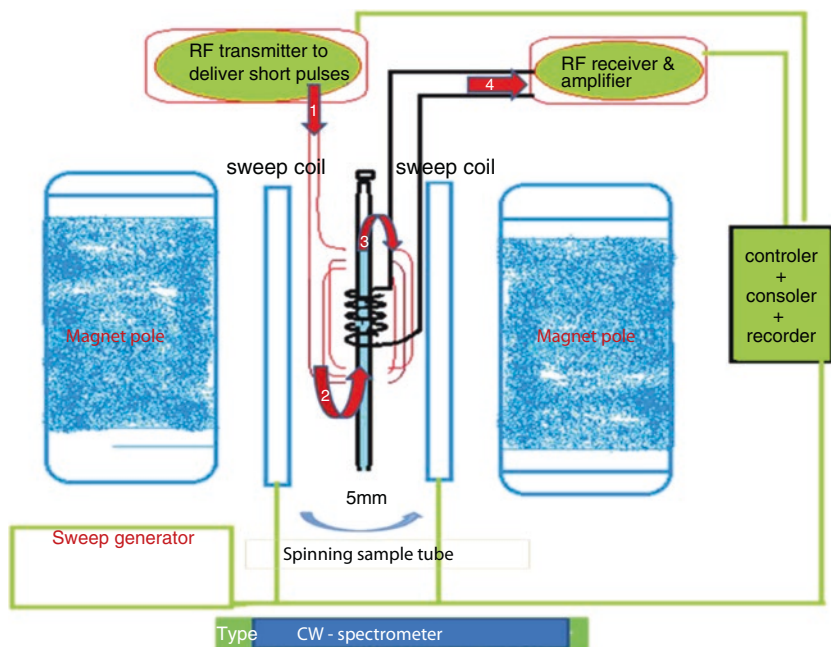 RF transmitter to
deliver short pulses
RF receiver &
amplifier
1
4
sweep coil
sweep coil
3
controler
+
consoler
+
recorder
Magnet pole
Magnet pole
2
5mm
Sweep generator
Spinning sample tube
Type CW - spectrometer